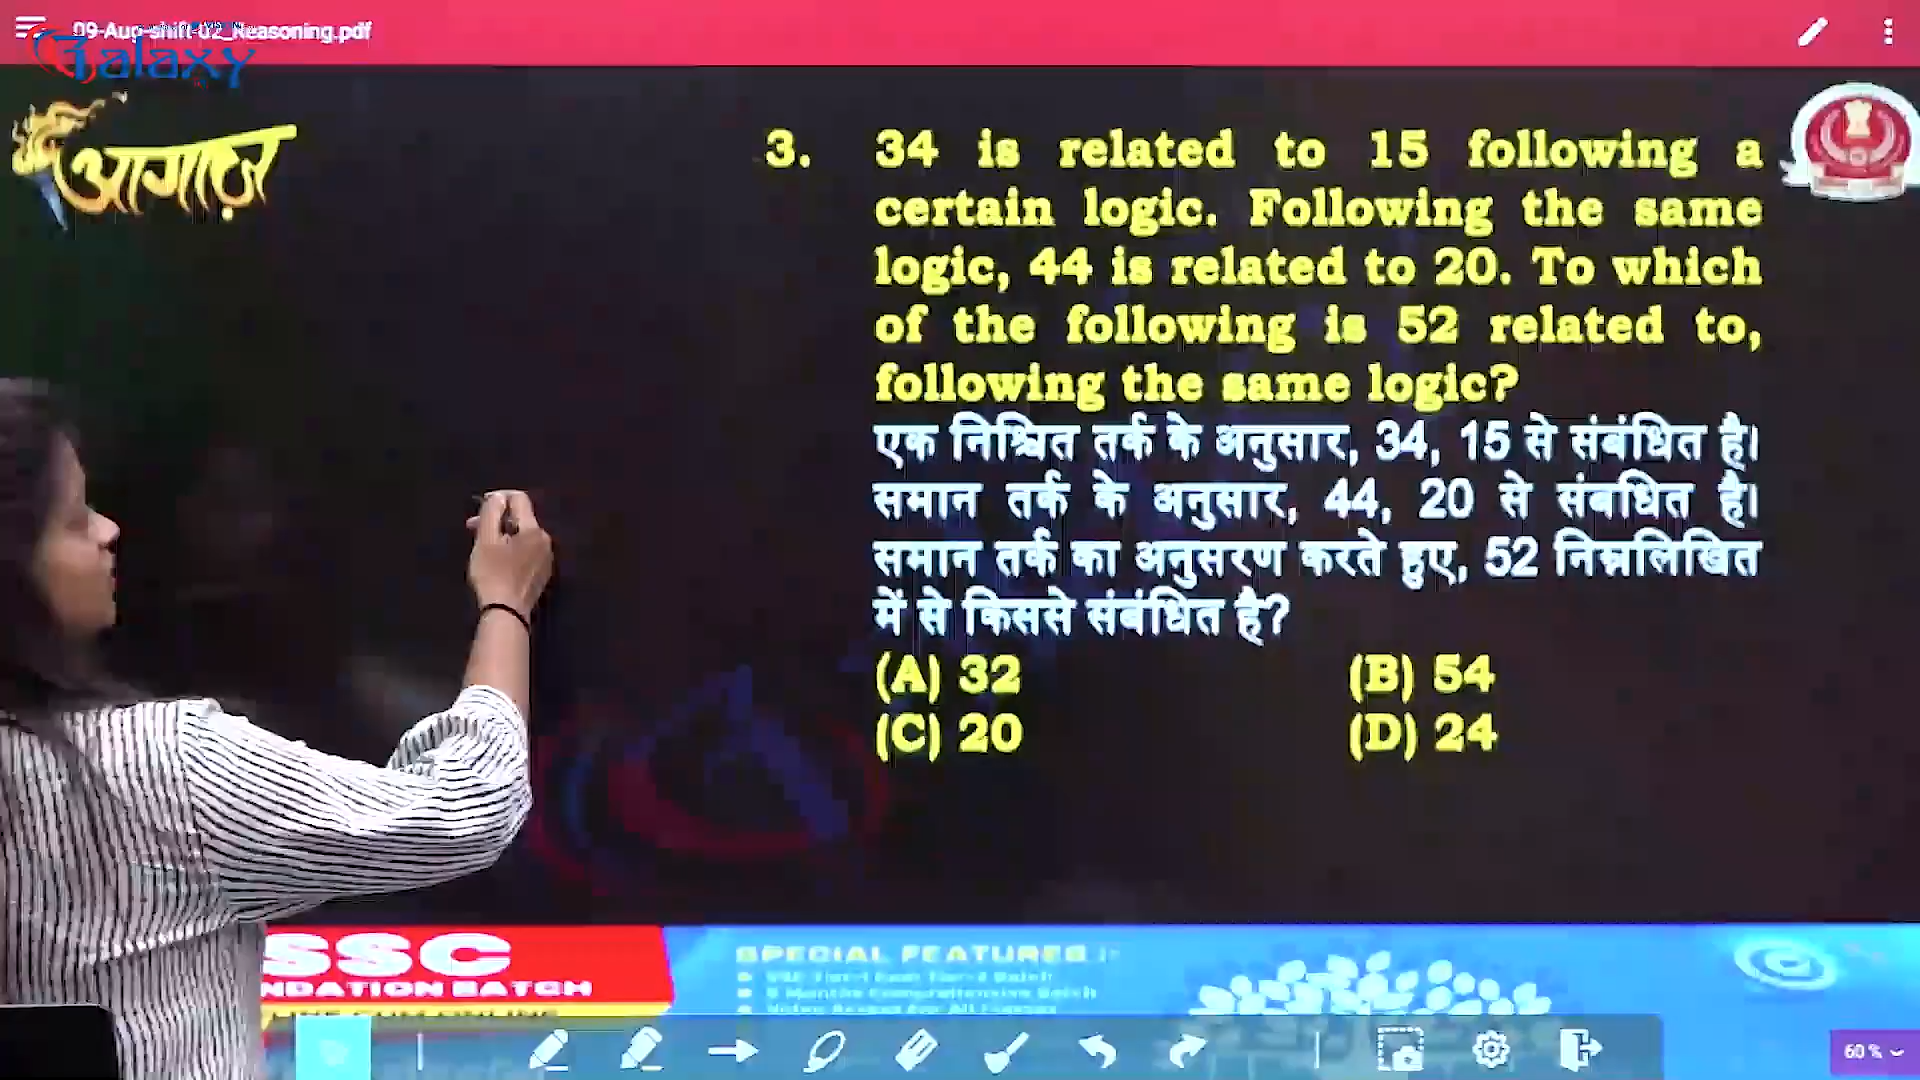 09-Aug-shift-02_Reasoning.pdf
Galaxy
आगाज़
3. 34 is related to 15 following a
certain logic. Following the same
logic, 44 is related to 20. To which
of the following is 52 related to,
following the same logic?
एक निश्चित तर्क के अनुसार, 34, 15 से संबंधित है।
समान तर्क के अनुसार, 44, 20 से संबधित है।
समान तर्क का अनुसरण करते हुए, 52 निम्नलिखित
में से किससे संबंधित है?
(A) 32 (B) 54
(C) 20 (D) 24
SSC
NDATION BATCH
SPECIAL FEATURES :-
60 %